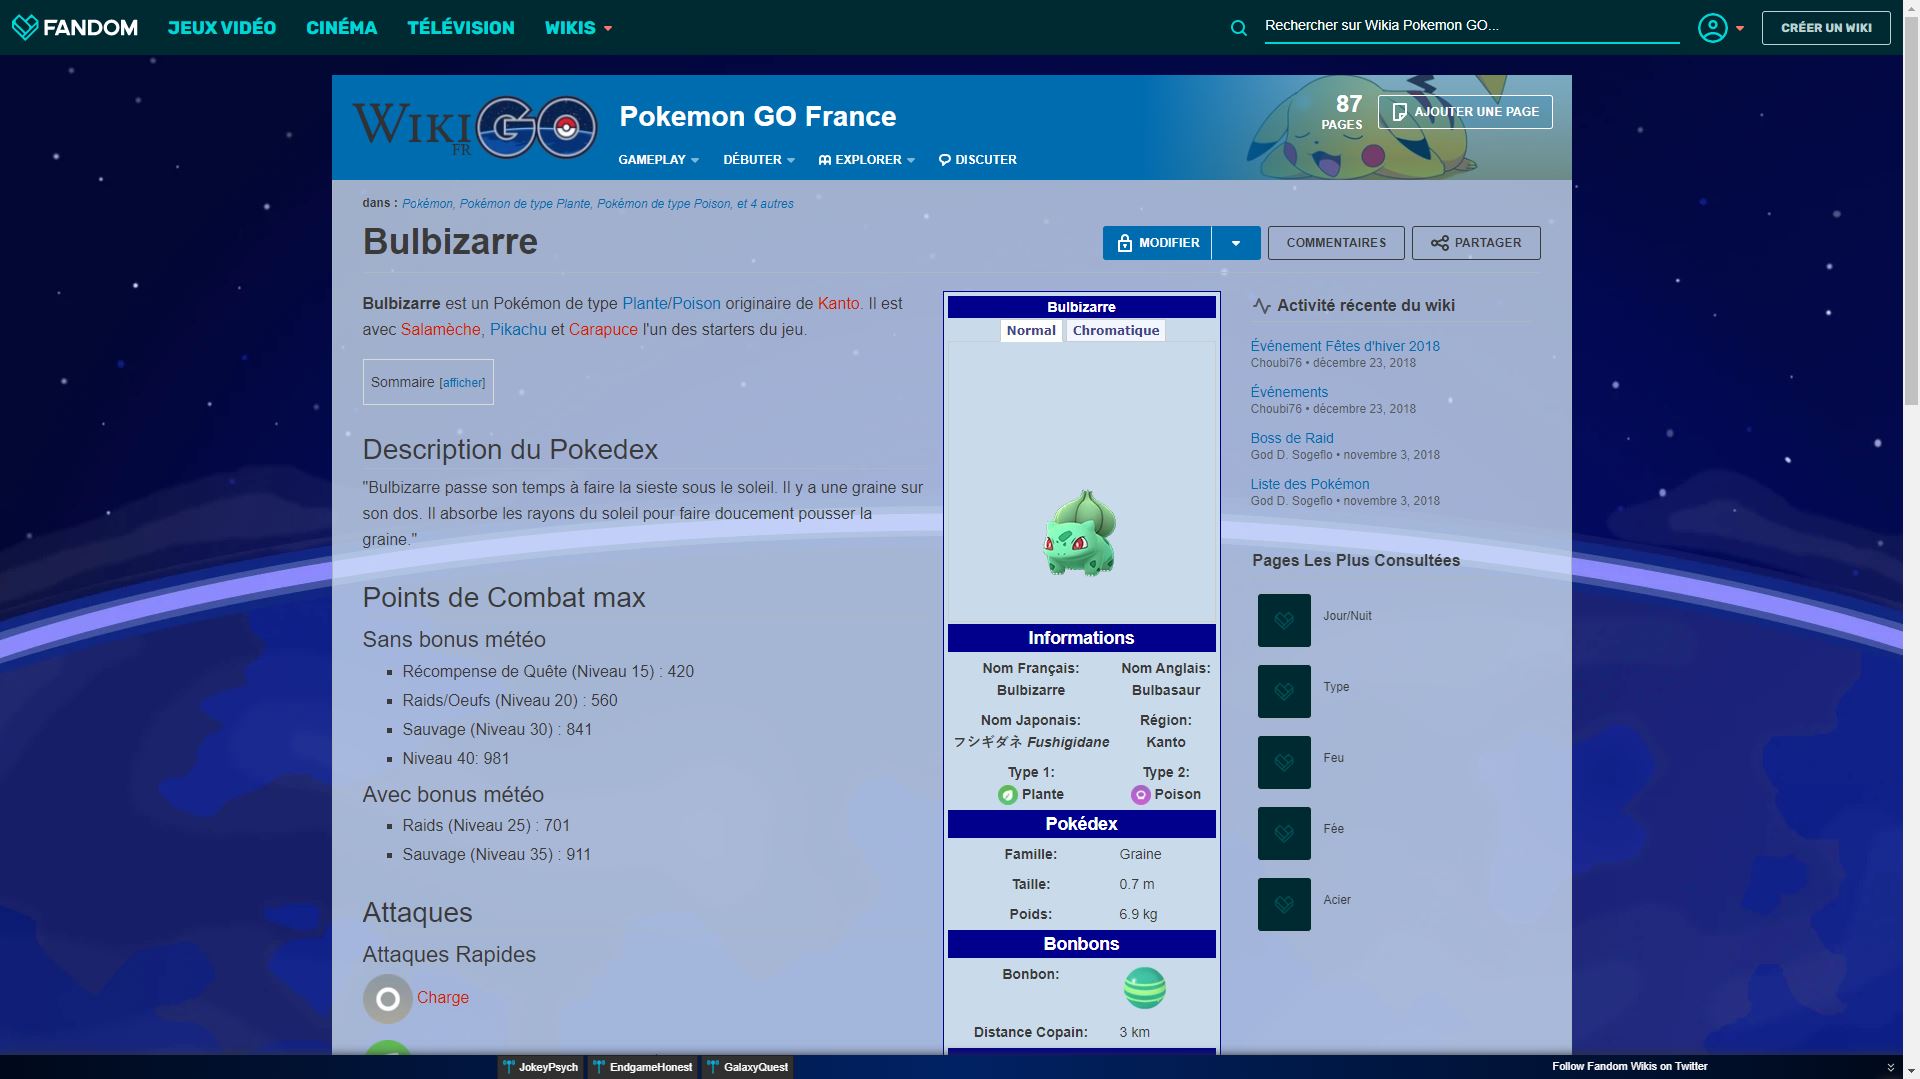 FANDOM JEUX VIDÉO CINÉMA TÉLÉVISION WIKIS Rechercher sur Wikia Pokemon GO... CRÉER UN WIKI
WIKI GO FR
Pokemon GO France
87 PAGES
AJOUTER UNE PAGE
GAMEPLAY DÉBUTER EXPLORER DISCUTER
dans : Pokémon, Pokémon de type Plante, Pokémon de type Poison, et 4 autres
Bulbizarre
MODIFIER COMMENTAIRES PARTAGER
Bulbizarre est un Pokémon de type Plante/Poison originaire de Kanto. Il est
avec Salamèche, Pikachu et Carapuce l'un des starters du jeu.
Sommaire [afficher]
Description du Pokedex
"Bulbizarre passe son temps à faire la sieste sous le soleil. Il y a une graine sur
son dos. Il absorbe les rayons du soleil pour faire doucement pousser la
graine."
Points de Combat max
Sans bonus météo
Récompense de Quête (Niveau 15) : 420
Raids/Oeufs (Niveau 20) : 560
Sauvage (Niveau 30) : 841
Niveau 40: 981
Avec bonus météo
Raids (Niveau 25) : 701
Sauvage (Niveau 35) : 911
Attaques
Attaques Rapides
Charge
Bulbizarre
Normal Chromatique
Informations
Nom Français: Nom Anglais:
Bulbizarre Bulbasaur
Nom Japonais: Région:
フシギダネ Fushigidane Kanto
Type 1: Type 2:
Plante Poison
Pokédex
Famille: Graine
Taille: 0.7 m
Poids: 6.9 kg
Bonbons
Bonbon:
Distance Copain: 3 km
Activité récente du wiki
Événement Fêtes d'hiver 2018
Choubi76 • décembre 23, 2018
Événements
Choubi76 • décembre 23, 2018
Boss de Raid
God D. Sogeflo • novembre 3, 2018
Liste des Pokémon
God D. Sogeflo • novembre 3, 2018
Pages Les Plus Consultées
Jour/Nuit
Type
Feu
Fée
Acier
JokeyPsych EndgameHonest GalaxyQuest Follow Fandom Wikis on Twitter